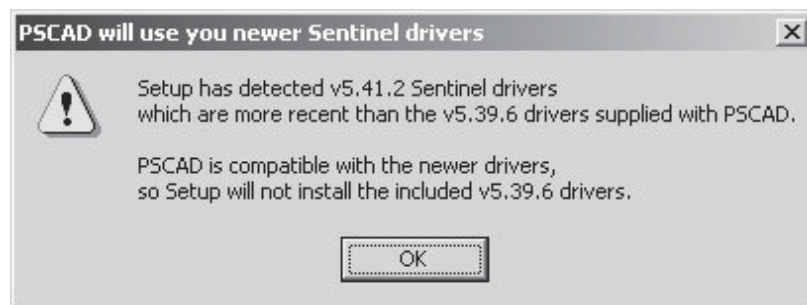 PSCAD will use you newer Sentinel drivers
Setup has detected v5.41.2 Sentinel drivers
which are more recent than the v5.39.6 drivers supplied with PSCAD.
PSCAD is compatible with the newer drivers,
so Setup will not install the included v5.39.6 drivers.
OK